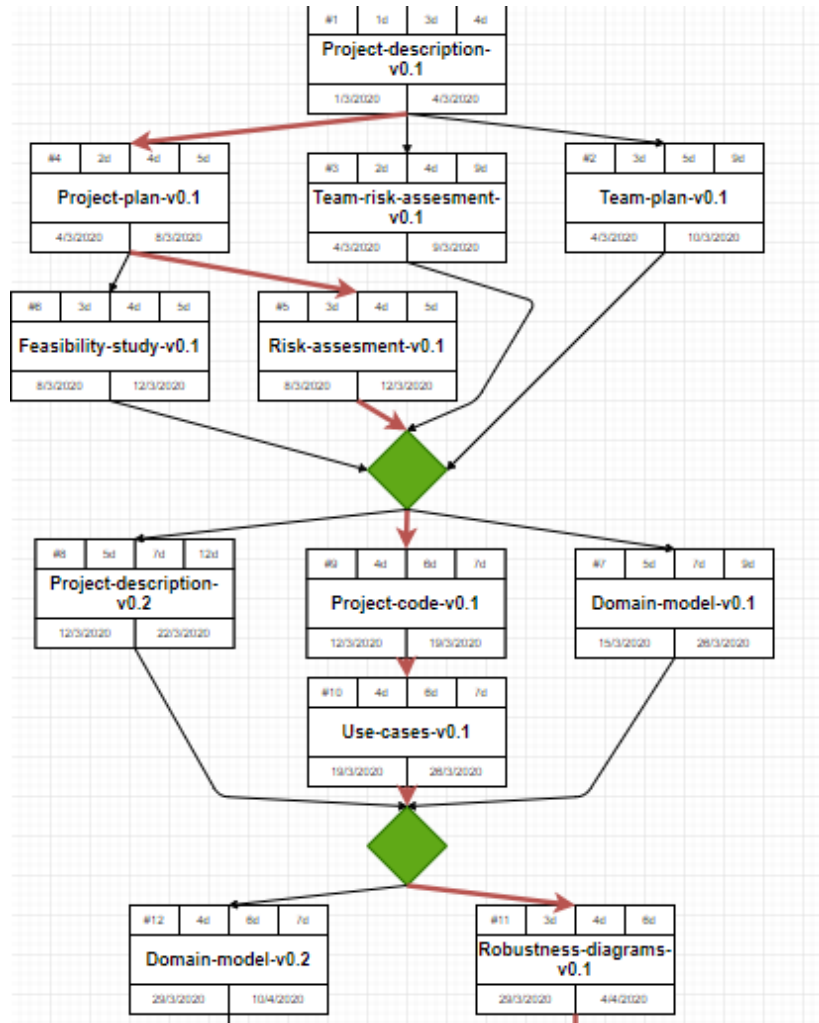 #1 1d 3d 4d
Project-description-
v0.1
1/3/2020 4/3/2020
#4 2d 4d 5d
Project-plan-v0.1
4/3/2020 8/3/2020
#3 2d 4d 9d
Team-risk-assesment-
v0.1
4/3/2020 9/3/2020
#2 3d 5d 9d
Team-plan-v0.1
4/3/2020 10/3/2020
#6 3d 4d 5d
Feasibility-study-v0.1
8/3/2020 12/3/2020
#5 3d 4d 5d
Risk-assesment-v0.1
8/3/2020 12/3/2020
#8 5d 7d 12d
Project-description-
v0.2
12/3/2020 22/3/2020
#9 4d 6d 7d
Project-code-v0.1
12/3/2020 19/3/2020
#7 5d 7d 9d
Domain-model-v0.1
15/3/2020 26/3/2020
#10 4d 6d 7d
Use-cases-v0.1
19/3/2020 26/3/2020
#12 4d 6d 7d
Domain-model-v0.2
29/3/2020 10/4/2020
#11 3d 4d 6d
Robustness-diagrams-
v0.1
29/3/2020 4/4/2020